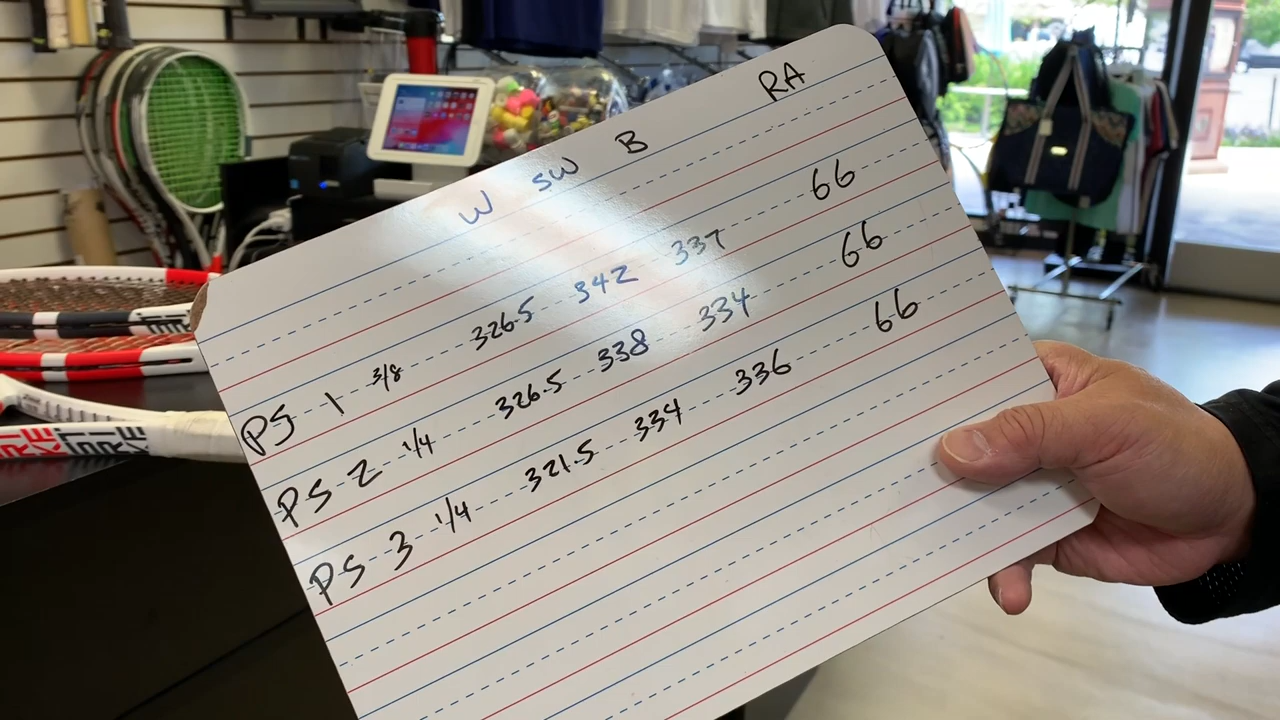 W SW B RA
PS 1 3/8 326.5 342 337 66
PS 2 1/4 326.5 338 334 66
PS 3 1/4 321.5 334 336 66